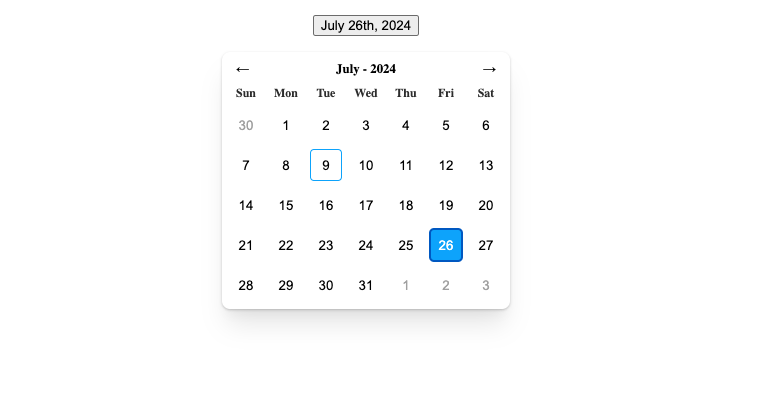 July 26th, 2024
← July - 2024 →
Sun Mon Tue Wed Thu Fri Sat
30 1 2 3 4 5 6
7 8 9 10 11 12 13
14 15 16 17 18 19 20
21 22 23 24 25 26 27
28 29 30 31 1 2 3